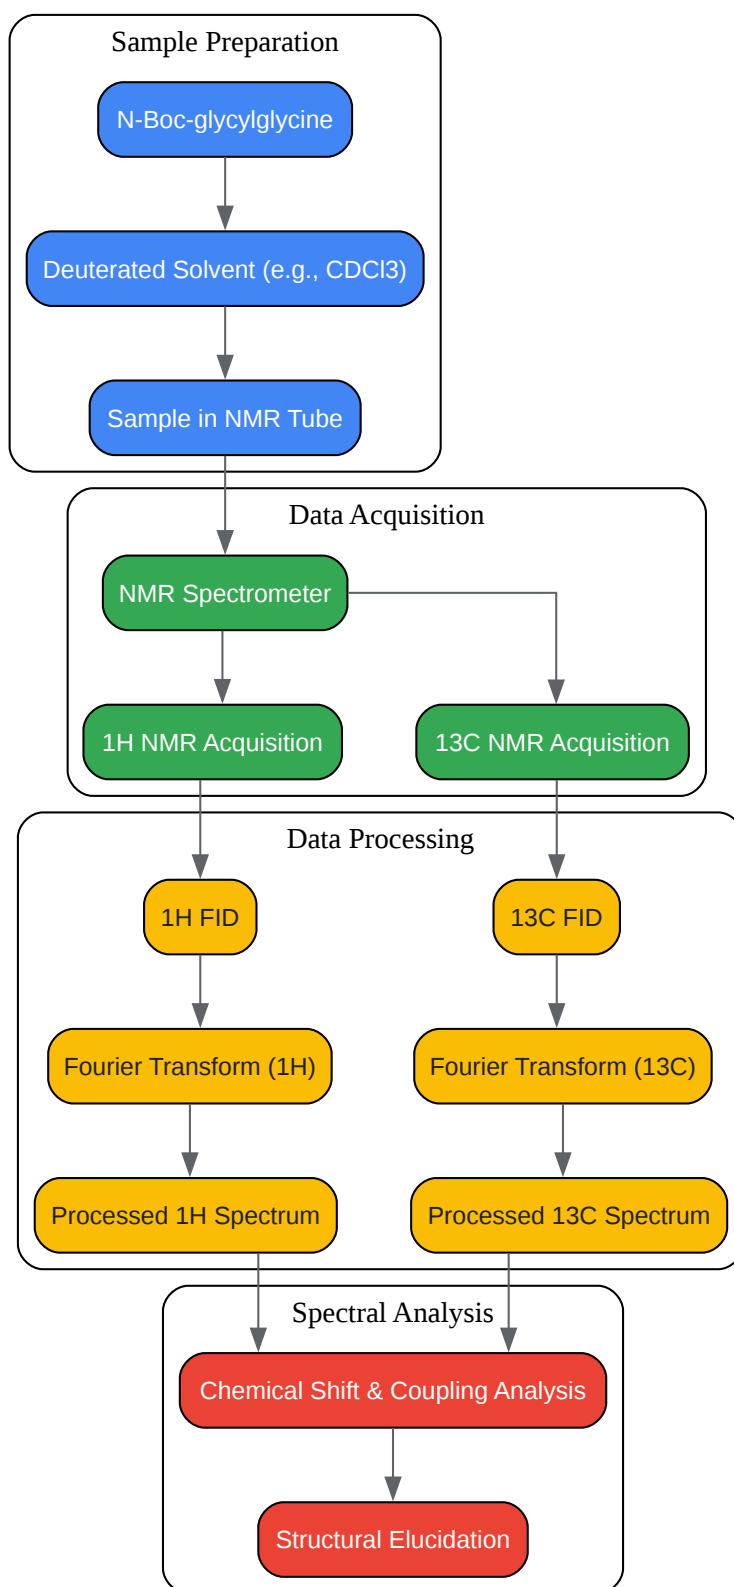 Sample Preparation
N-Boc-glycylglycine
Deuterated Solvent (e.g., CDCl3)
Sample in NMR Tube
Data Acquisition
NMR Spectrometer
1H NMR Acquisition
13C NMR Acquisition
Data Processing
1H FID
13C FID
Fourier Transform (1H)
Fourier Transform (13C)
Processed 1H Spectrum
Processed 13C Spectrum
Spectral Analysis
Chemical Shift & Coupling Analysis
Structural Elucidation